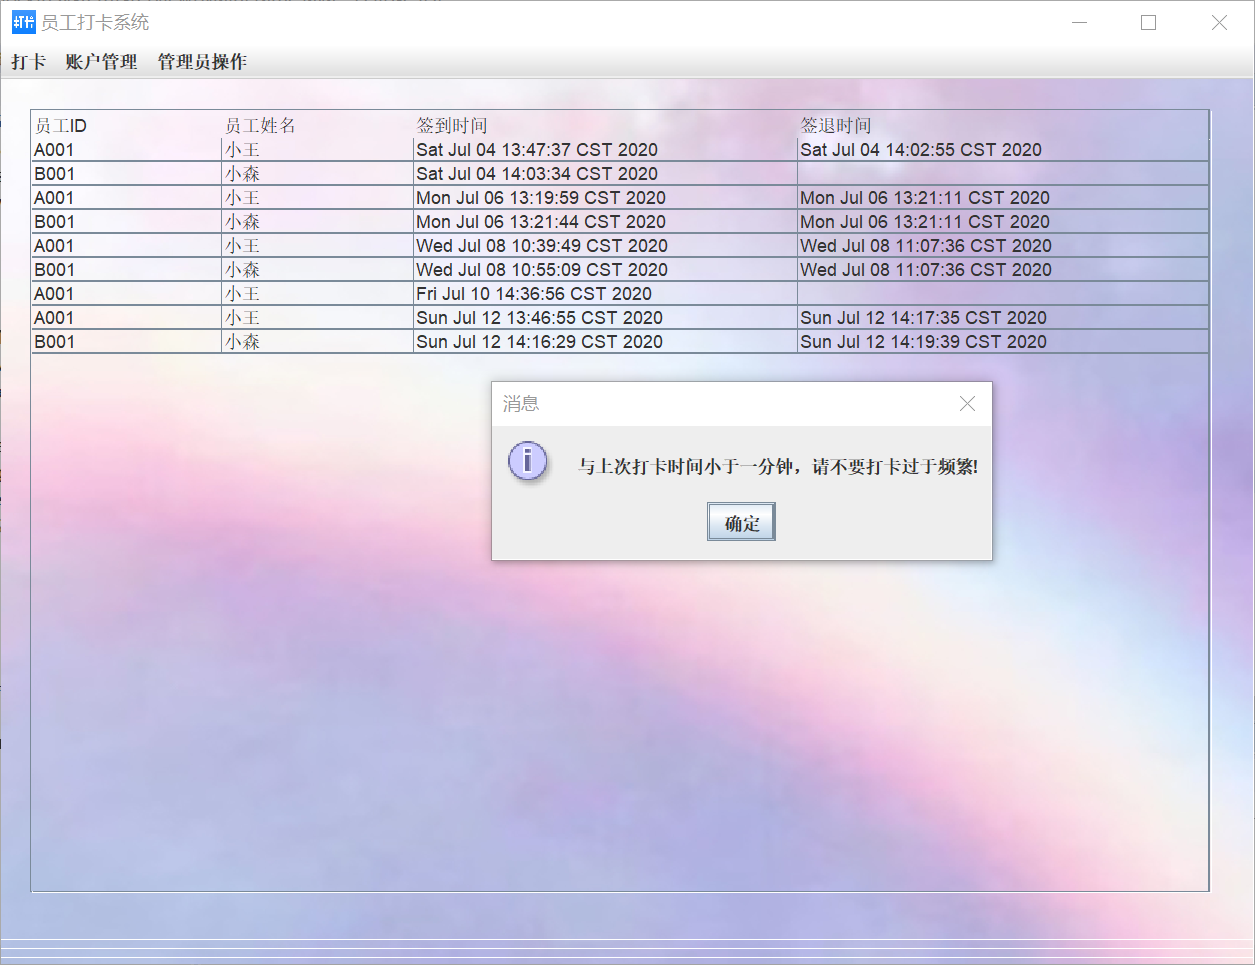 打卡 员工打卡系统
打卡 账户管理 管理员操作
员工ID 员工姓名 签到时间 签退时间
A001 小王 Sat Jul 04 13:47:37 CST 2020 Sat Jul 04 14:02:55 CST 2020
B001 小森 Sat Jul 04 14:03:34 CST 2020
A001 小王 Mon Jul 06 13:19:59 CST 2020 Mon Jul 06 13:21:11 CST 2020
B001 小森 Mon Jul 06 13:21:44 CST 2020 Mon Jul 06 13:21:11 CST 2020
A001 小王 Wed Jul 08 10:39:49 CST 2020 Wed Jul 08 11:07:36 CST 2020
B001 小森 Wed Jul 08 10:55:09 CST 2020 Wed Jul 08 11:07:36 CST 2020
A001 小王 Fri Jul 10 14:36:56 CST 2020
A001 小王 Sun Jul 12 13:46:55 CST 2020 Sun Jul 12 14:17:35 CST 2020
B001 小森 Sun Jul 12 14:16:29 CST 2020 Sun Jul 12 14:19:39 CST 2020
消息
与上次打卡时间小于一分钟，请不要打卡过于频繁!
确定